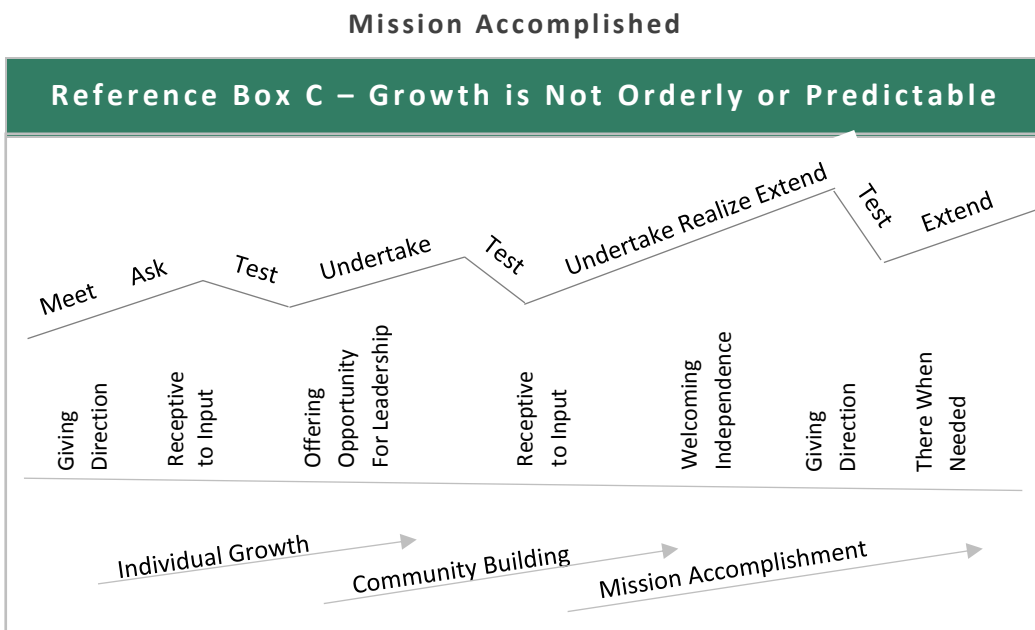 Mission Accomplished
Reference Box C – Growth is Not Orderly or Predictable
Meet
Ask
Test
Undertake
Test
Undertake Realize Extend
Test
Extend
Giving
Direction
Receptive
to Input
Offering
Opportunity
For Leadership
Receptive
to Input
Welcoming
Independence
Giving
Direction
There When
Needed
Individual Growth
Community Building
Mission Accomplishment